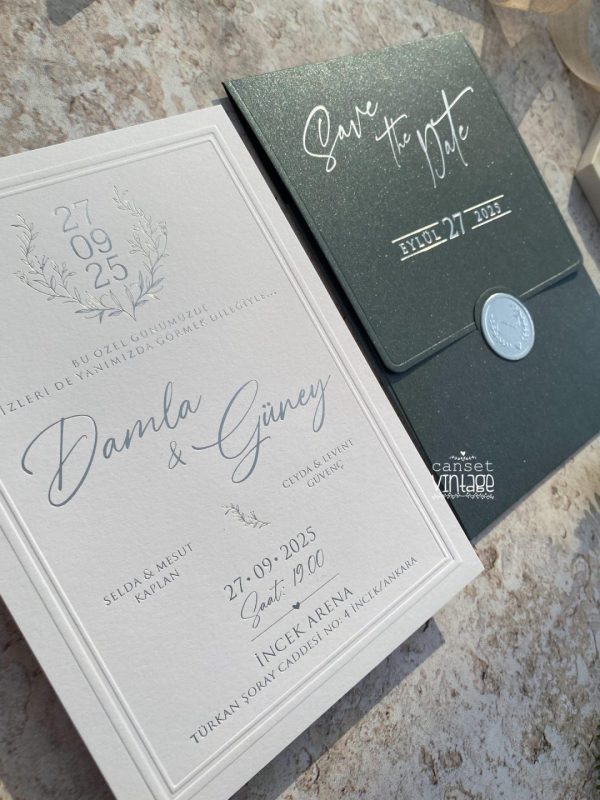 27
09
25
BU ÖZEL GÜNÜMÜZDE
İZLERİ DE YANIMIZDA GÖRMEK DİLEĞİYLE...
Damla
& Güney
CEYDA & LEVENT
GÜVENÇ
SELDA & MESUT
KAPLAN
27•09•2025
Saat: 19.00
İNCEK ARENA
TÜRKAN ŞORAY CADDESİ NO: 4 İNCEK/ANKARA
Save
the
Date
EYLÜL 27 2025
canset
vintage